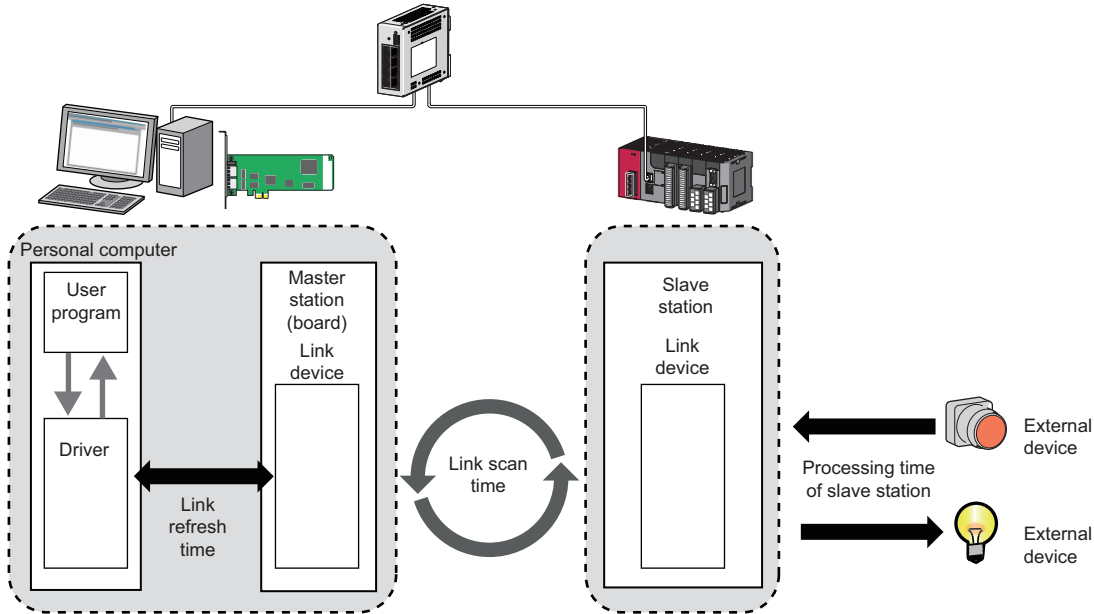 Personal computer
User
program
Driver
Link
refresh
time
Master
station
(board)
Link
device
Link scan
time
Slave
station
Link
device
Processing time
of slave station
External
device
External
device